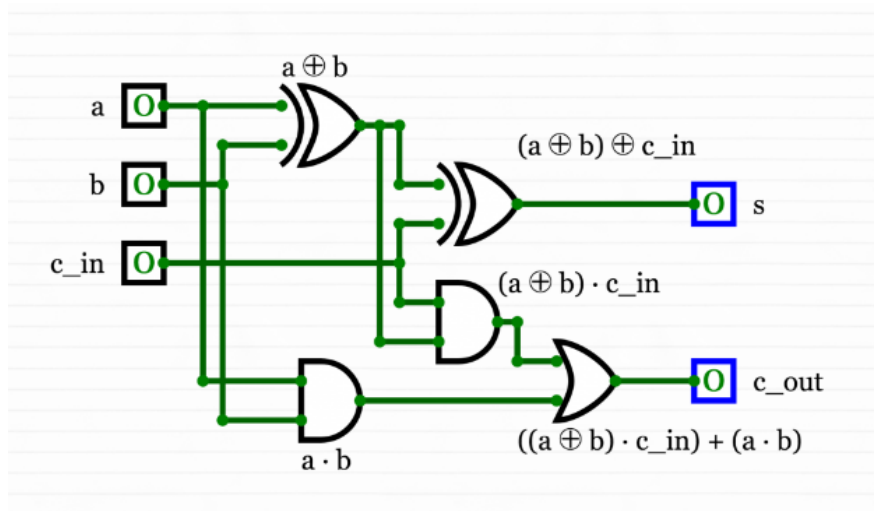 a ⊕ b
a O
(a ⊕ b) ⊕ c_in
b O
O s
c_in O
(a ⊕ b) · c_in
O c_out
((a ⊕ b) · c_in) + (a · b)
a · b